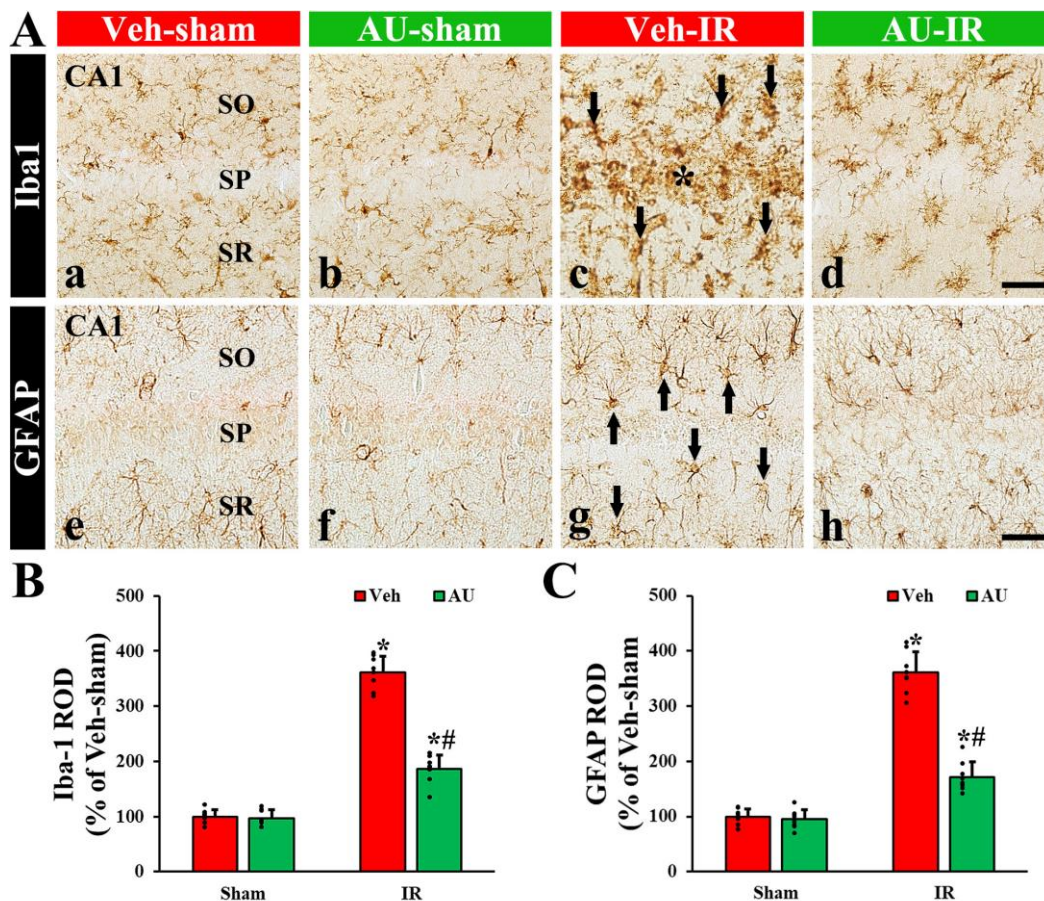 A
Veh-sham AU-sham Veh-IR AU-IR
Iba1
CA1
SO
SP
SR
a b c d
*
GFAP
CA1
SO
SP
SR
e f g h
B
Iba-1 ROD
(% of Veh-sham)
500
400
300
200
100
0
Veh AU
*
*#
Sham IR
C
GFAP ROD
(% of Veh-sham
500
400
300
200
100
0
Veh AU
*
*#
Sham IR